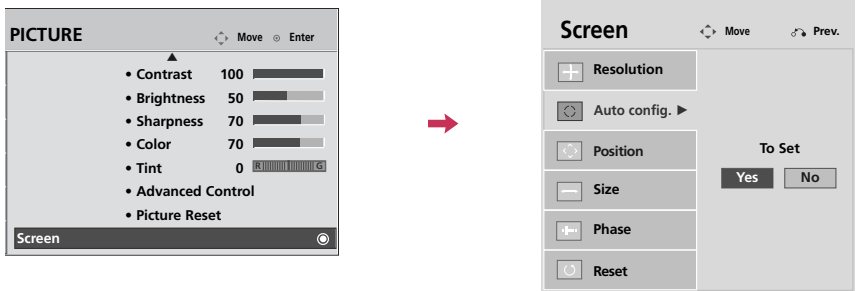 PICTURE
Move
Enter
• Contrast 100
• Brightness 50
• Sharpness 70
• Color 70
• Tint 0 R G
• Advanced Control
• Picture Reset
Screen
Screen
Move
Prev.
Resolution
Auto config. ►
Position
Size
Phase
Reset
To Set
Yes No